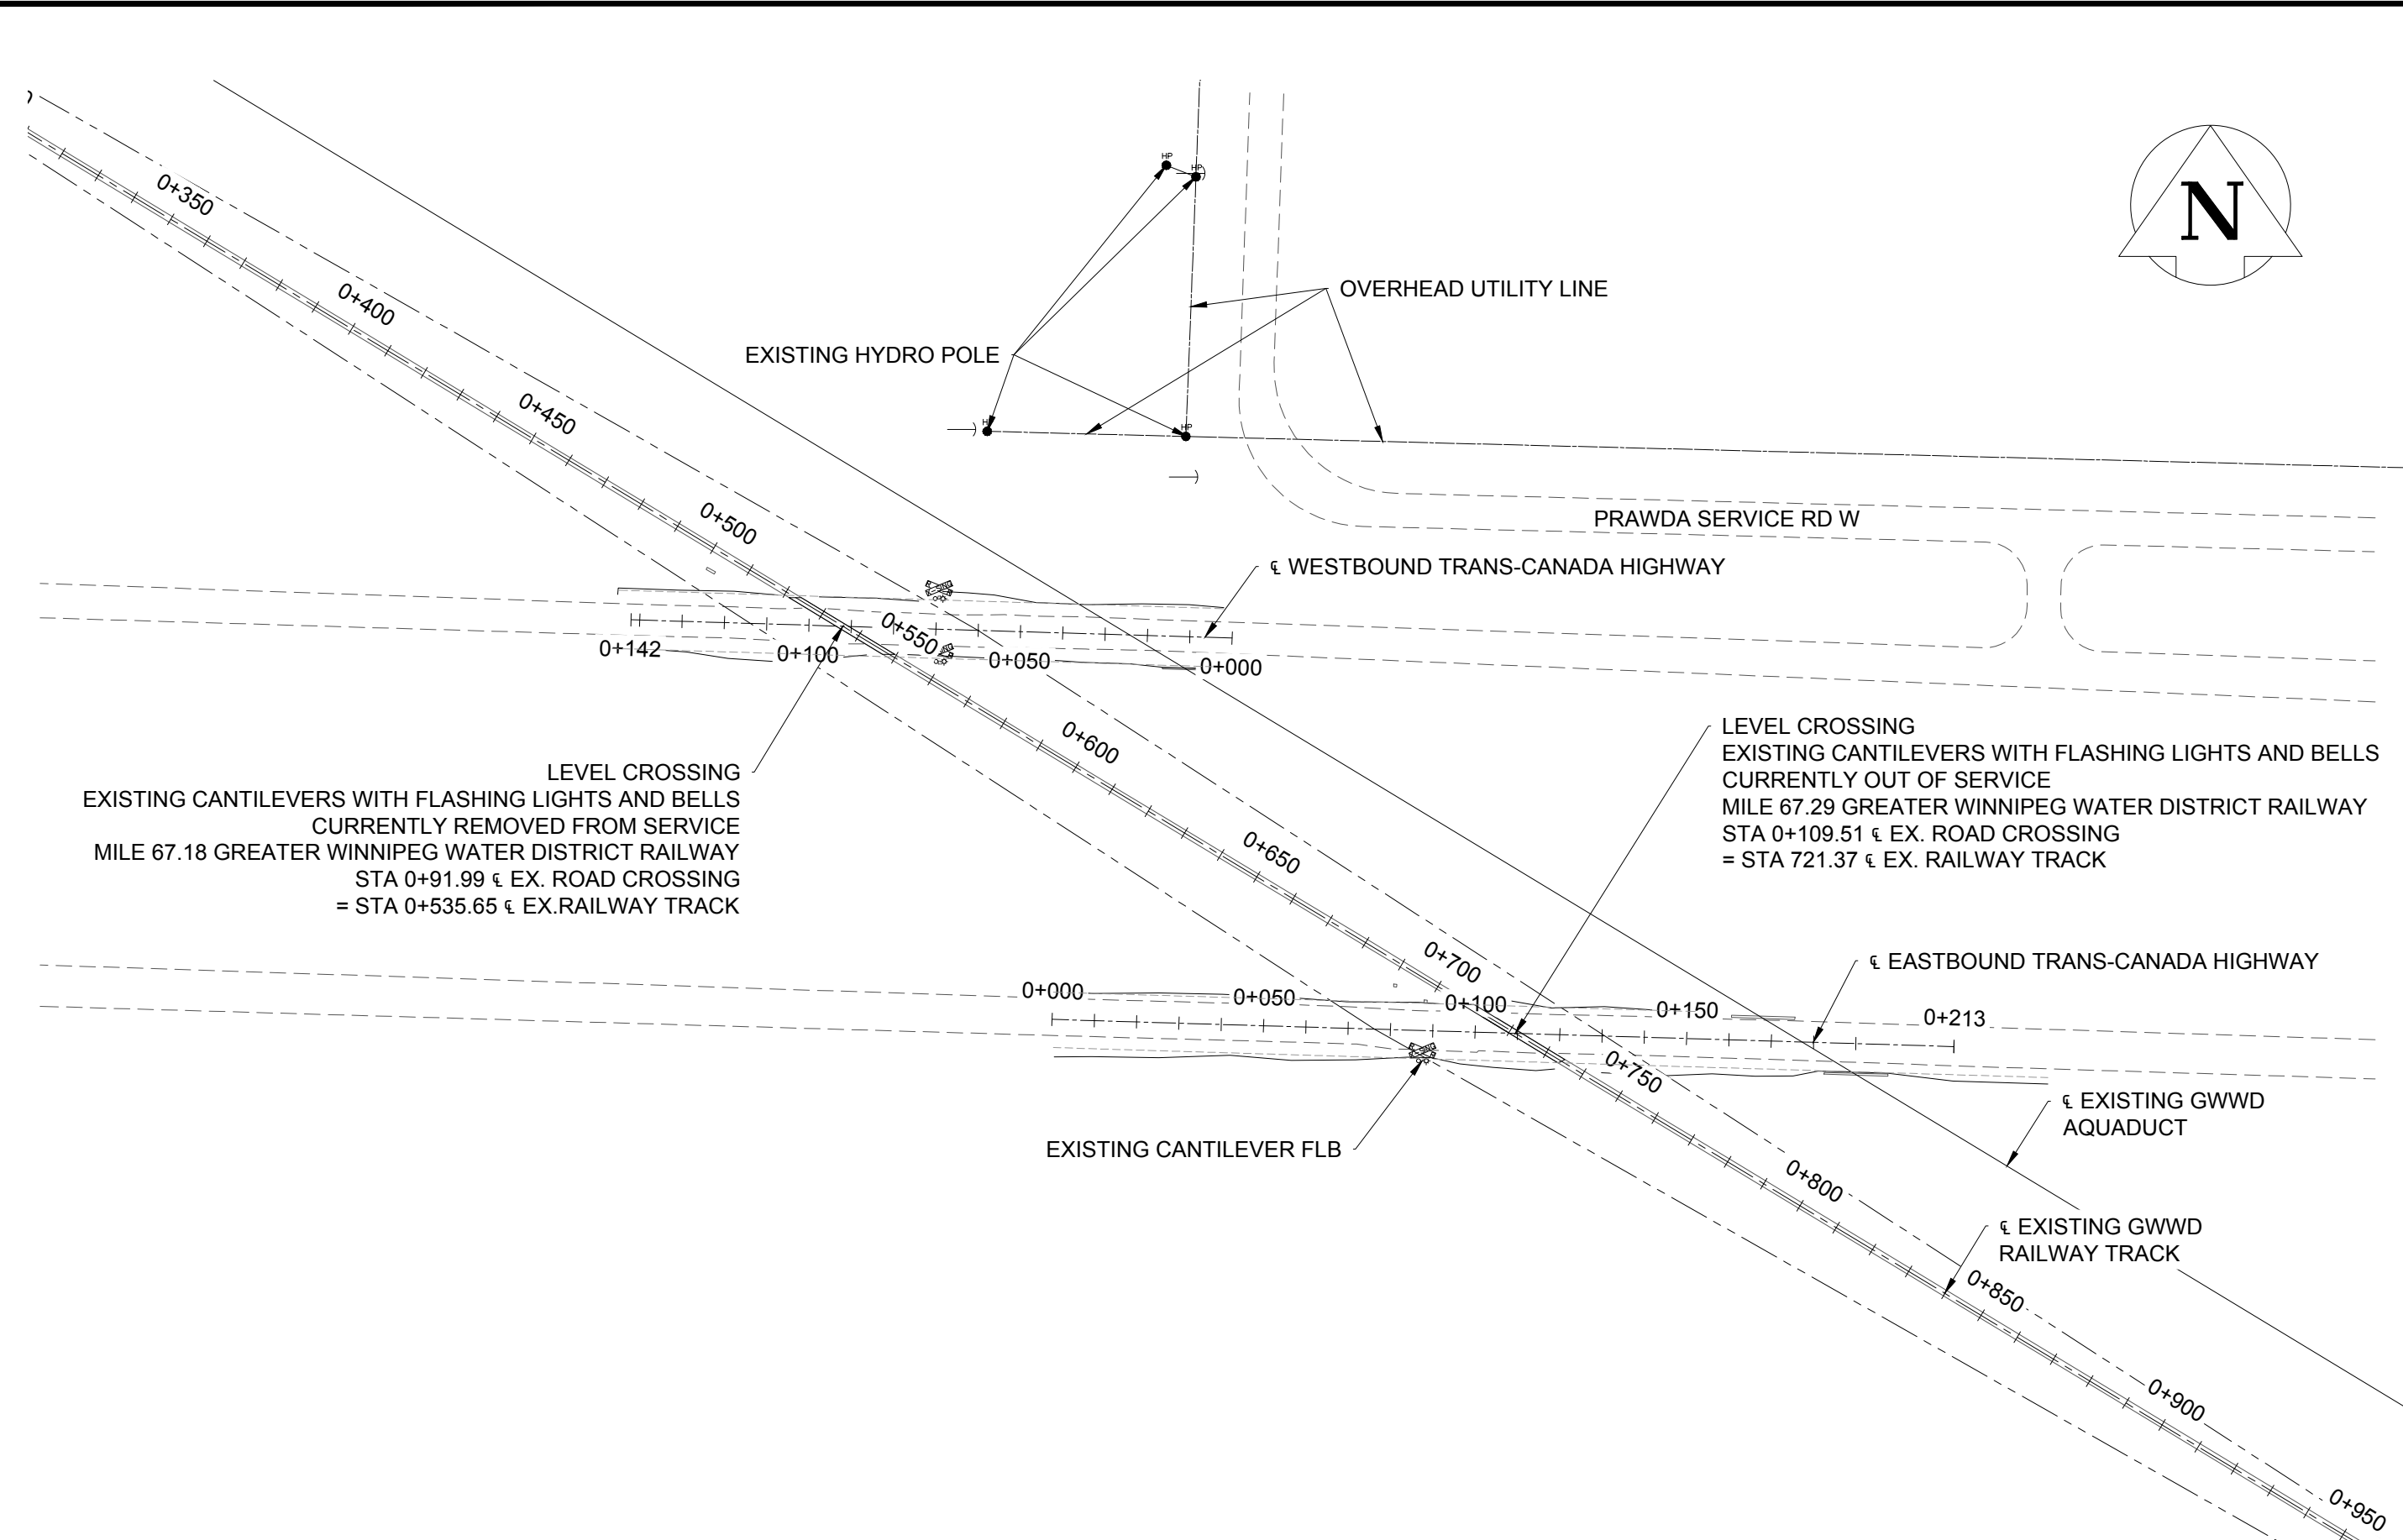 N
HP
HP
0+350
OVERHEAD UTILITY LINE
0+400
EXISTING HYDRO POLE
0+450
HP
PRAWDA SERVICE RD W
0+500
℄ WESTBOUND TRANS-CANADA HIGHWAY
0+550
0+142
0+100
0+050
0+000
0+600
LEVEL CROSSING
EXISTING CANTILEVERS WITH FLASHING LIGHTS AND BELLS
CURRENTLY REMOVED FROM SERVICE
MILE 67.18 GREATER WINNIPEG WATER DISTRICT RAILWAY
STA 0+91.99 ℄ EX. ROAD CROSSING
= STA 0+535.65 ℄ EX.RAILWAY TRACK
LEVEL CROSSING
EXISTING CANTILEVERS WITH FLASHING LIGHTS AND BELLS
CURRENTLY OUT OF SERVICE
MILE 67.29 GREATER WINNIPEG WATER DISTRICT RAILWAY
STA 0+109.51 ℄ EX. ROAD CROSSING
= STA 721.37 ℄ EX. RAILWAY TRACK
0+650
0+700
℄ EASTBOUND TRANS-CANADA HIGHWAY
0+000
0+050
0+100
0+150
0+213
0+750
EXISTING CANTILEVER FLB
℄ EXISTING GWWD
AQUADUCT
0+800
℄ EXISTING GWWD
RAILWAY TRACK
0+850
0+900
0+950